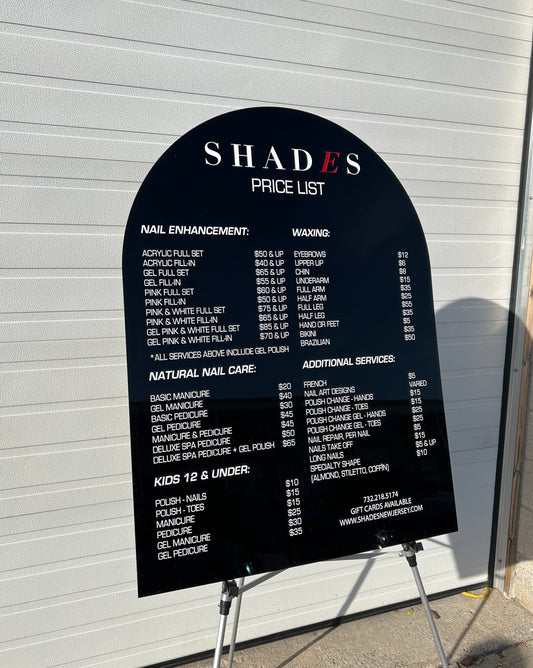 SHADES
PRICE LIST
NAIL ENHANCEMENT:
ACRYLIC FULL SET $50 & UP
ACRYLIC FILL-IN $40 & UP
GEL FULL SET $65 & UP
GEL FILL-IN $55 & UP
PINK FULL SET $60 & UP
PINK FILL-IN $50 & UP
PINK & WHITE FULL SET $75 & UP
PINK & WHITE FILL-IN $65 & UP
GEL PINK & WHITE FULL SET $85 & UP
GEL PINK & WHITE FILL-IN $70 & UP
*ALL SERVICES ABOVE INCLUDE GEL POLISH
NATURAL NAIL CARE:
BASIC MANICURE $20
GEL MANICURE $40
BASIC PEDICURE $30
GEL PEDICURE $45
MANICURE & PEDICURE $45
DELUXE SPA PEDICURE $50
DELUXE SPA PEDICURE + GEL POLISH $65
KIDS 12 & UNDER:
POLISH - NAILS $10
POLISH - TOES $15
MANICURE $15
PEDICURE $25
GEL MANICURE $30
GEL PEDICURE $35
WAXING:
EYEBROWS $12
UPPER UP $6
CHIN $8
UNDERARM $15
FULL ARM $35
HALF ARM $25
FULL LEG $55
HALF LEG $35
HAND OR FEET $5
BIKINI $35
BRAZILIAN $50
ADDITIONAL SERVICES:
FRENCH $5
NAIL ART DESIGNS VARIED
POLISH CHANGE - HANDS $15
POLISH CHANGE - TOES $15
POLISH CHANGE GEL - HANDS $25
POLISH CHANGE GEL - TOES $25
NAIL REPAIR, PER NAIL $5
NAILS TAKE OFF $15
LONG NAILS $5 & UP
SPECIALTY SHAPE $10
(ALMOND, STILETTO, COFFIN)
732.218.5174
GIFT CARDS AVAILABLE
WWW.SHADESNEWJERSEY.COM